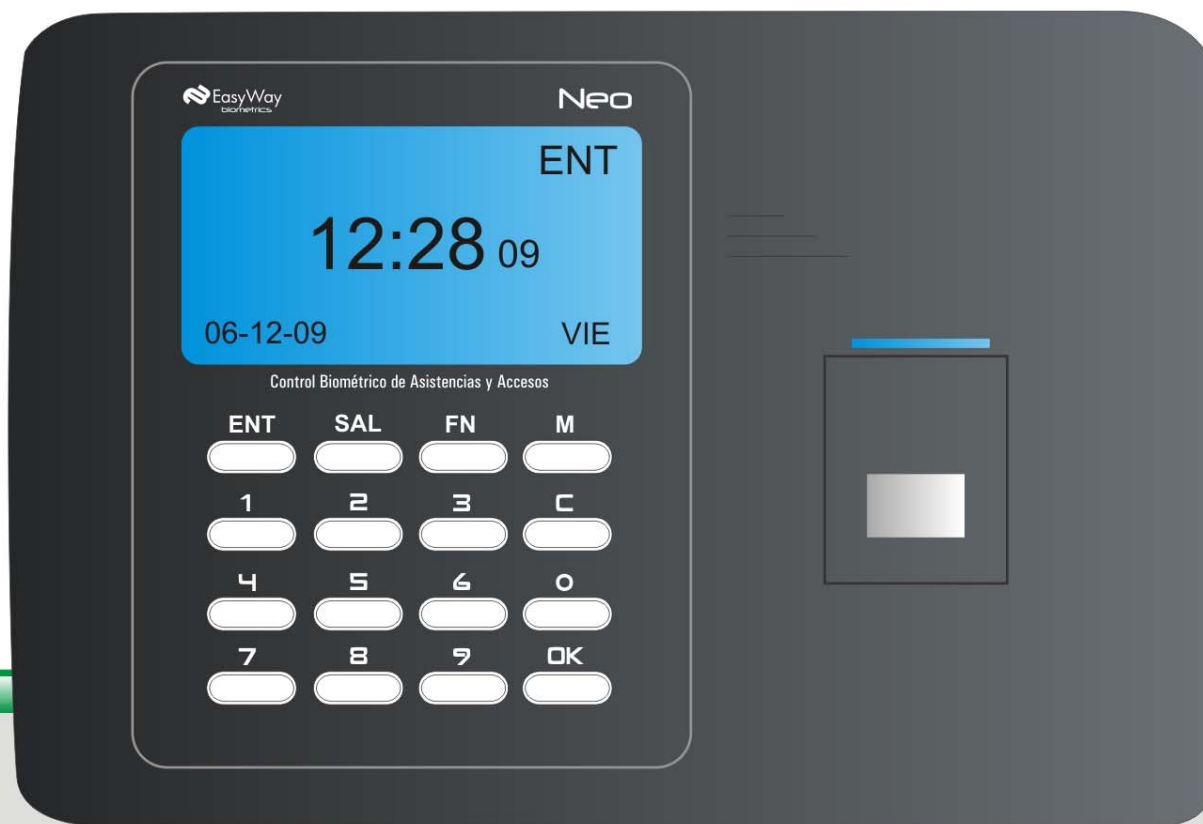 EasyWay Neo
biometrics
ENT
12:28 09
06-12-09 VIE
Control Biométrico de Asistencias y Accesos
ENT SAL FN M
1 2 3 C
4 5 6 0
7 8 9 OK